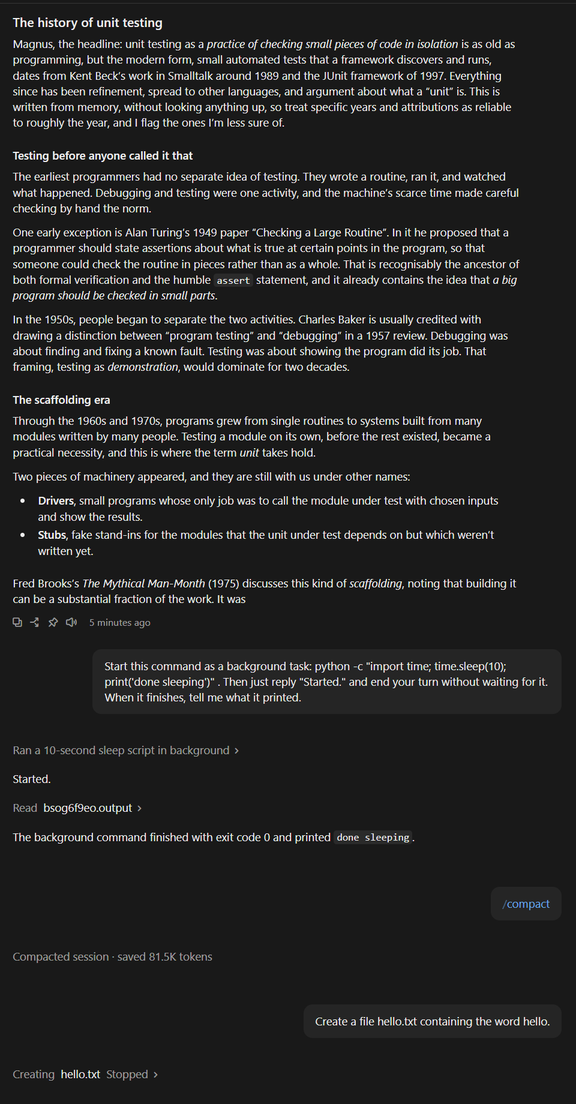 The history of unit testing
Magnus, the headline: unit testing as a practice of checking small pieces of code in isolation is as old as
programming, but the modern form, small automated tests that a framework discovers and runs,
dates from Kent Beck's work in Smalltalk around 1989 and the JUnit framework of 1997. Everything
since has been refinement, spread to other languages, and argument about what a “unit” is. This is
written from memory, without looking anything up, so treat specific years and attributions as reliable
to roughly the year, and I flag the ones I'm less sure of.
Testing before anyone called it that
The earliest programmers had no separate idea of testing. They wrote a routine, ran it, and watched
what happened. Debugging and testing were one activity, and the machine's scarce time made careful
checking by hand the norm.
One early exception is Alan Turing's 1949 paper “Checking a Large Routine”. In it he proposed that a
programmer should state assertions about what is true at certain points in the program, so that
someone could check the routine in pieces rather than as a whole. That is recognisably the ancestor of
both formal verification and the humble assert statement, and it already contains the idea that a big
program should be checked in small parts.
In the 1950s, people began to separate the two activities. Charles Baker is usually credited with
drawing a distinction between “program testing” and “debugging” in a 1957 review. Debugging was
about finding and fixing a known fault. Testing was about showing the program did its job. That
framing, testing as demonstration, would dominate for two decades.
The scaffolding era
Through the 1960s and 1970s, programs grew from single routines to systems built from many
modules written by many people. Testing a module on its own, before the rest existed, became a
practical necessity, and this is where the term unit takes hold.
Two pieces of machinery appeared, and they are still with us under other names:
• Drivers, small programs whose only job was to call the module under test with chosen inputs
and show the results.
• Stubs, fake stand-ins for the modules that the unit under test depends on but which weren't
written yet.
Fred Brooks's The Mythical Man-Month (1975) discusses this kind of scaffolding, noting that building it
can be a substantial fraction of the work. It was
5 minutes ago
Start this command as a background task: python -c "import time; time.sleep(10);
print('done sleeping')" . Then just reply "Started." and end your turn without waiting for it.
When it finishes, tell me what it printed.
Ran a 10-second sleep script in background >
Started.
Read bsog6f9eo.output >
The background command finished with exit code 0 and printed done sleeping.
/compact
Compacted session · saved 81.5K tokens
Create a file hello.txt containing the word hello.
Creating hello.txt Stopped >